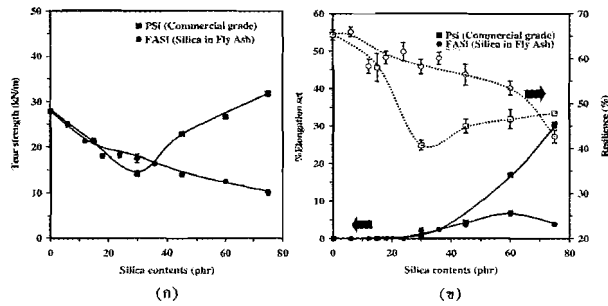 PSi (Commercial grade)
FASi (Silica in Fly Ash)
Tear strength (kN/m)
50
40
30
20
10
0
0
20
40
60
80
Silica contents (phr)
(ก)
PSi (Commercial grade)
FASi (Silica in Fly Ash)
%Elongation set
60
50
40
30
20
10
0
70
60
50
40
30
20
Resilience (%)
0
20
40
60
80
Silica contents (phr)
(ข)